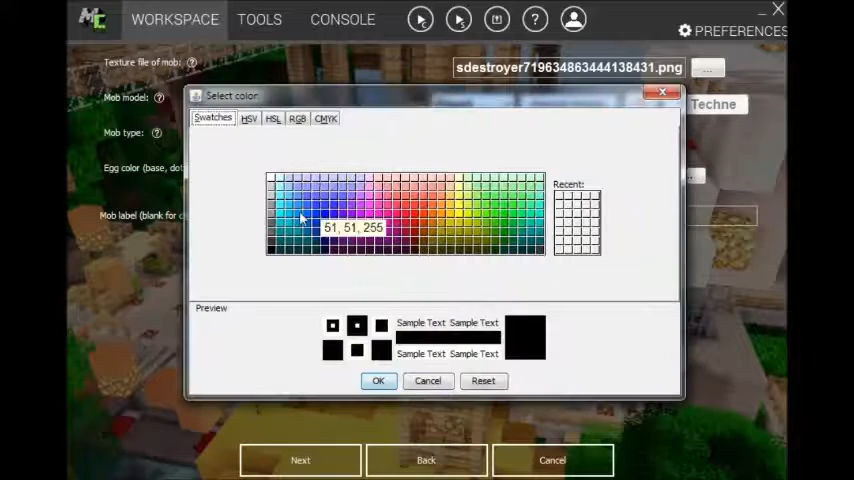 WORKSPACE TOOLS CONSOLE ? PREFERENCES
Texture file of mob: ? sdestroyer719634863444138431.png ...
Mob model: ? Techne
Mob type: ?
Egg color (base, dot ...
Mob label (blank for c
Select color
Swatches HSV HSL RGB CMYK
Recent:
51, 51, 255
Preview
Sample Text Sample Text
Sample Text Sample Text
OK Cancel Reset
Next Back Cancel